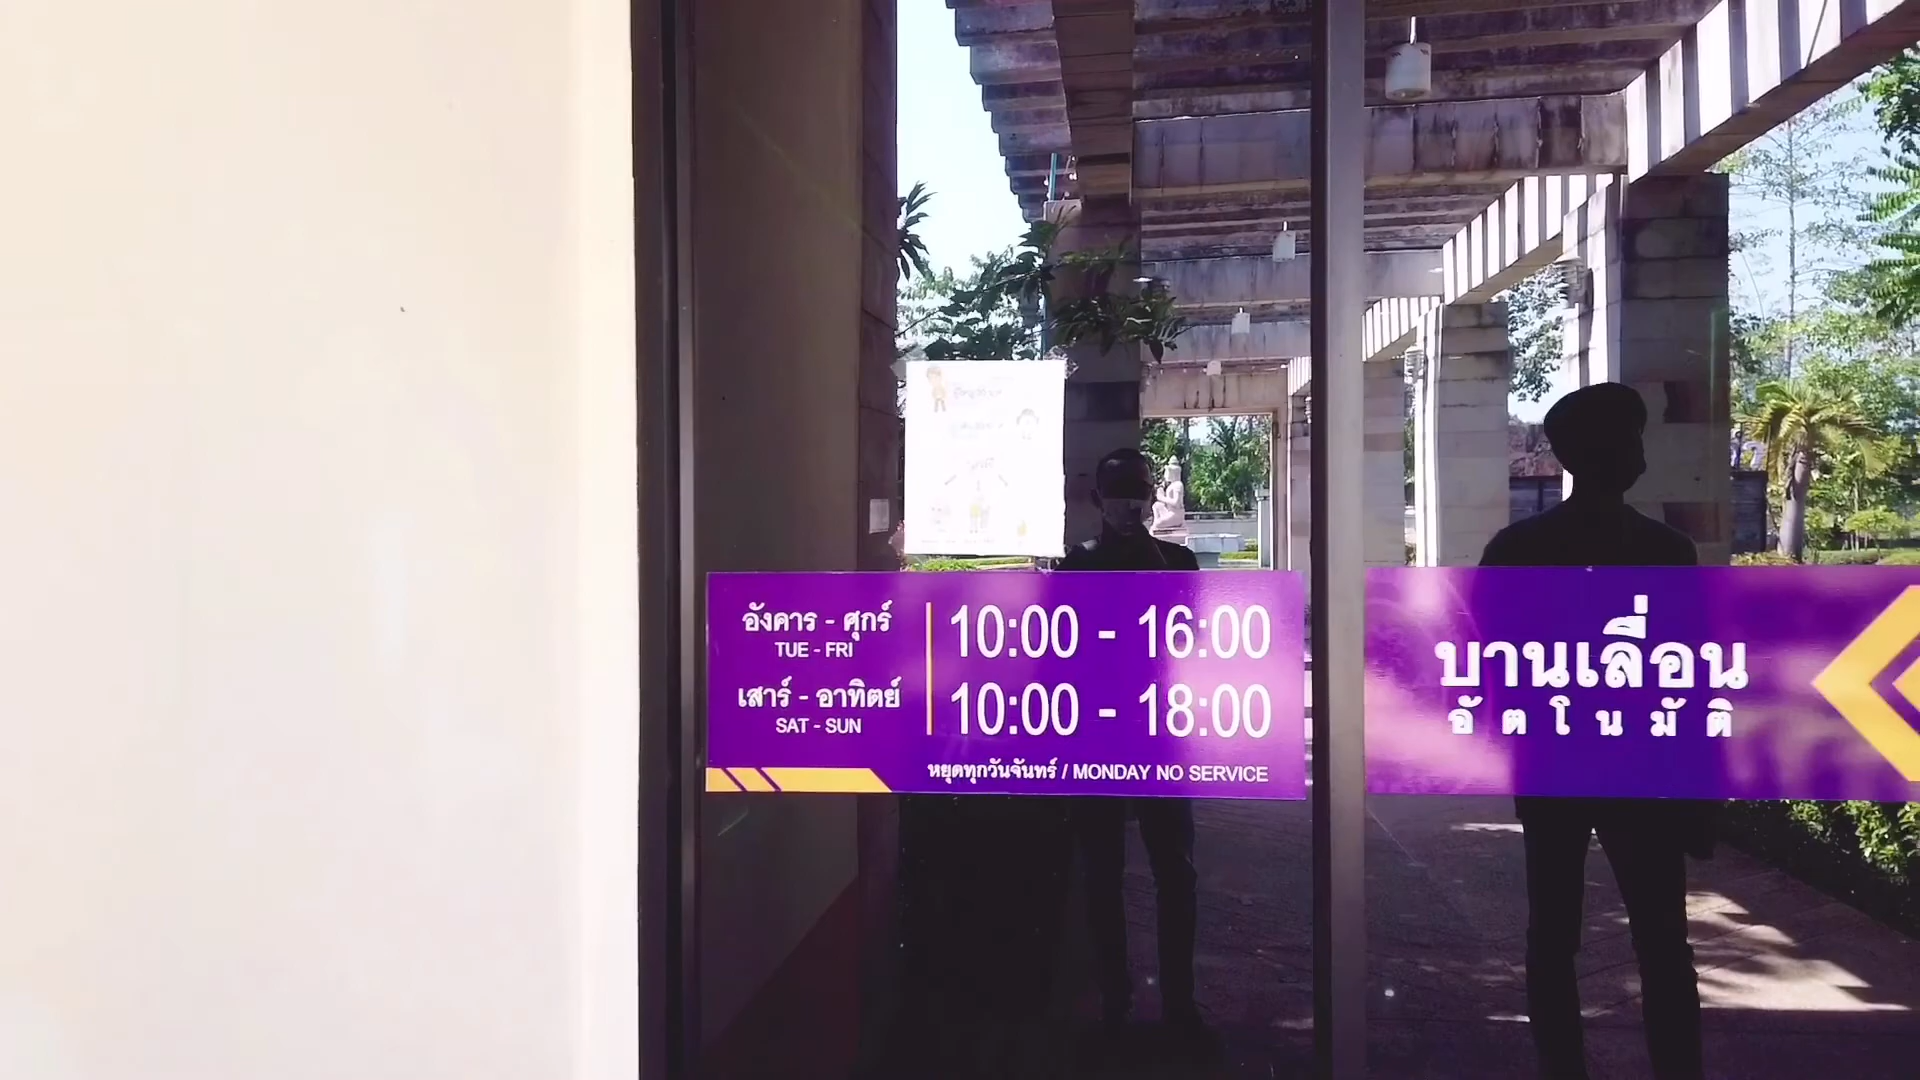 อังคาร - ศุกร์
TUE - FRI
10:00 - 16:00
เสาร์ - อาทิตย์
SAT - SUN
10:00 - 18:00
หยุดทุกวันจันทร์ / MONDAY NO SERVICE
บานเลื่อน
อัตโนมัติ